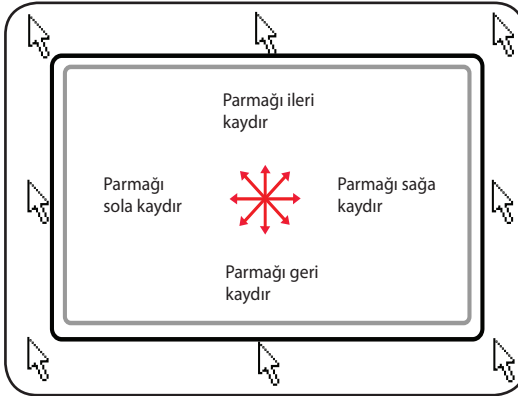 Parmağı ileri
kaydır
Parmağı
sola kaydır
Parmağı sağa
kaydır
Parmağı geri
kaydır